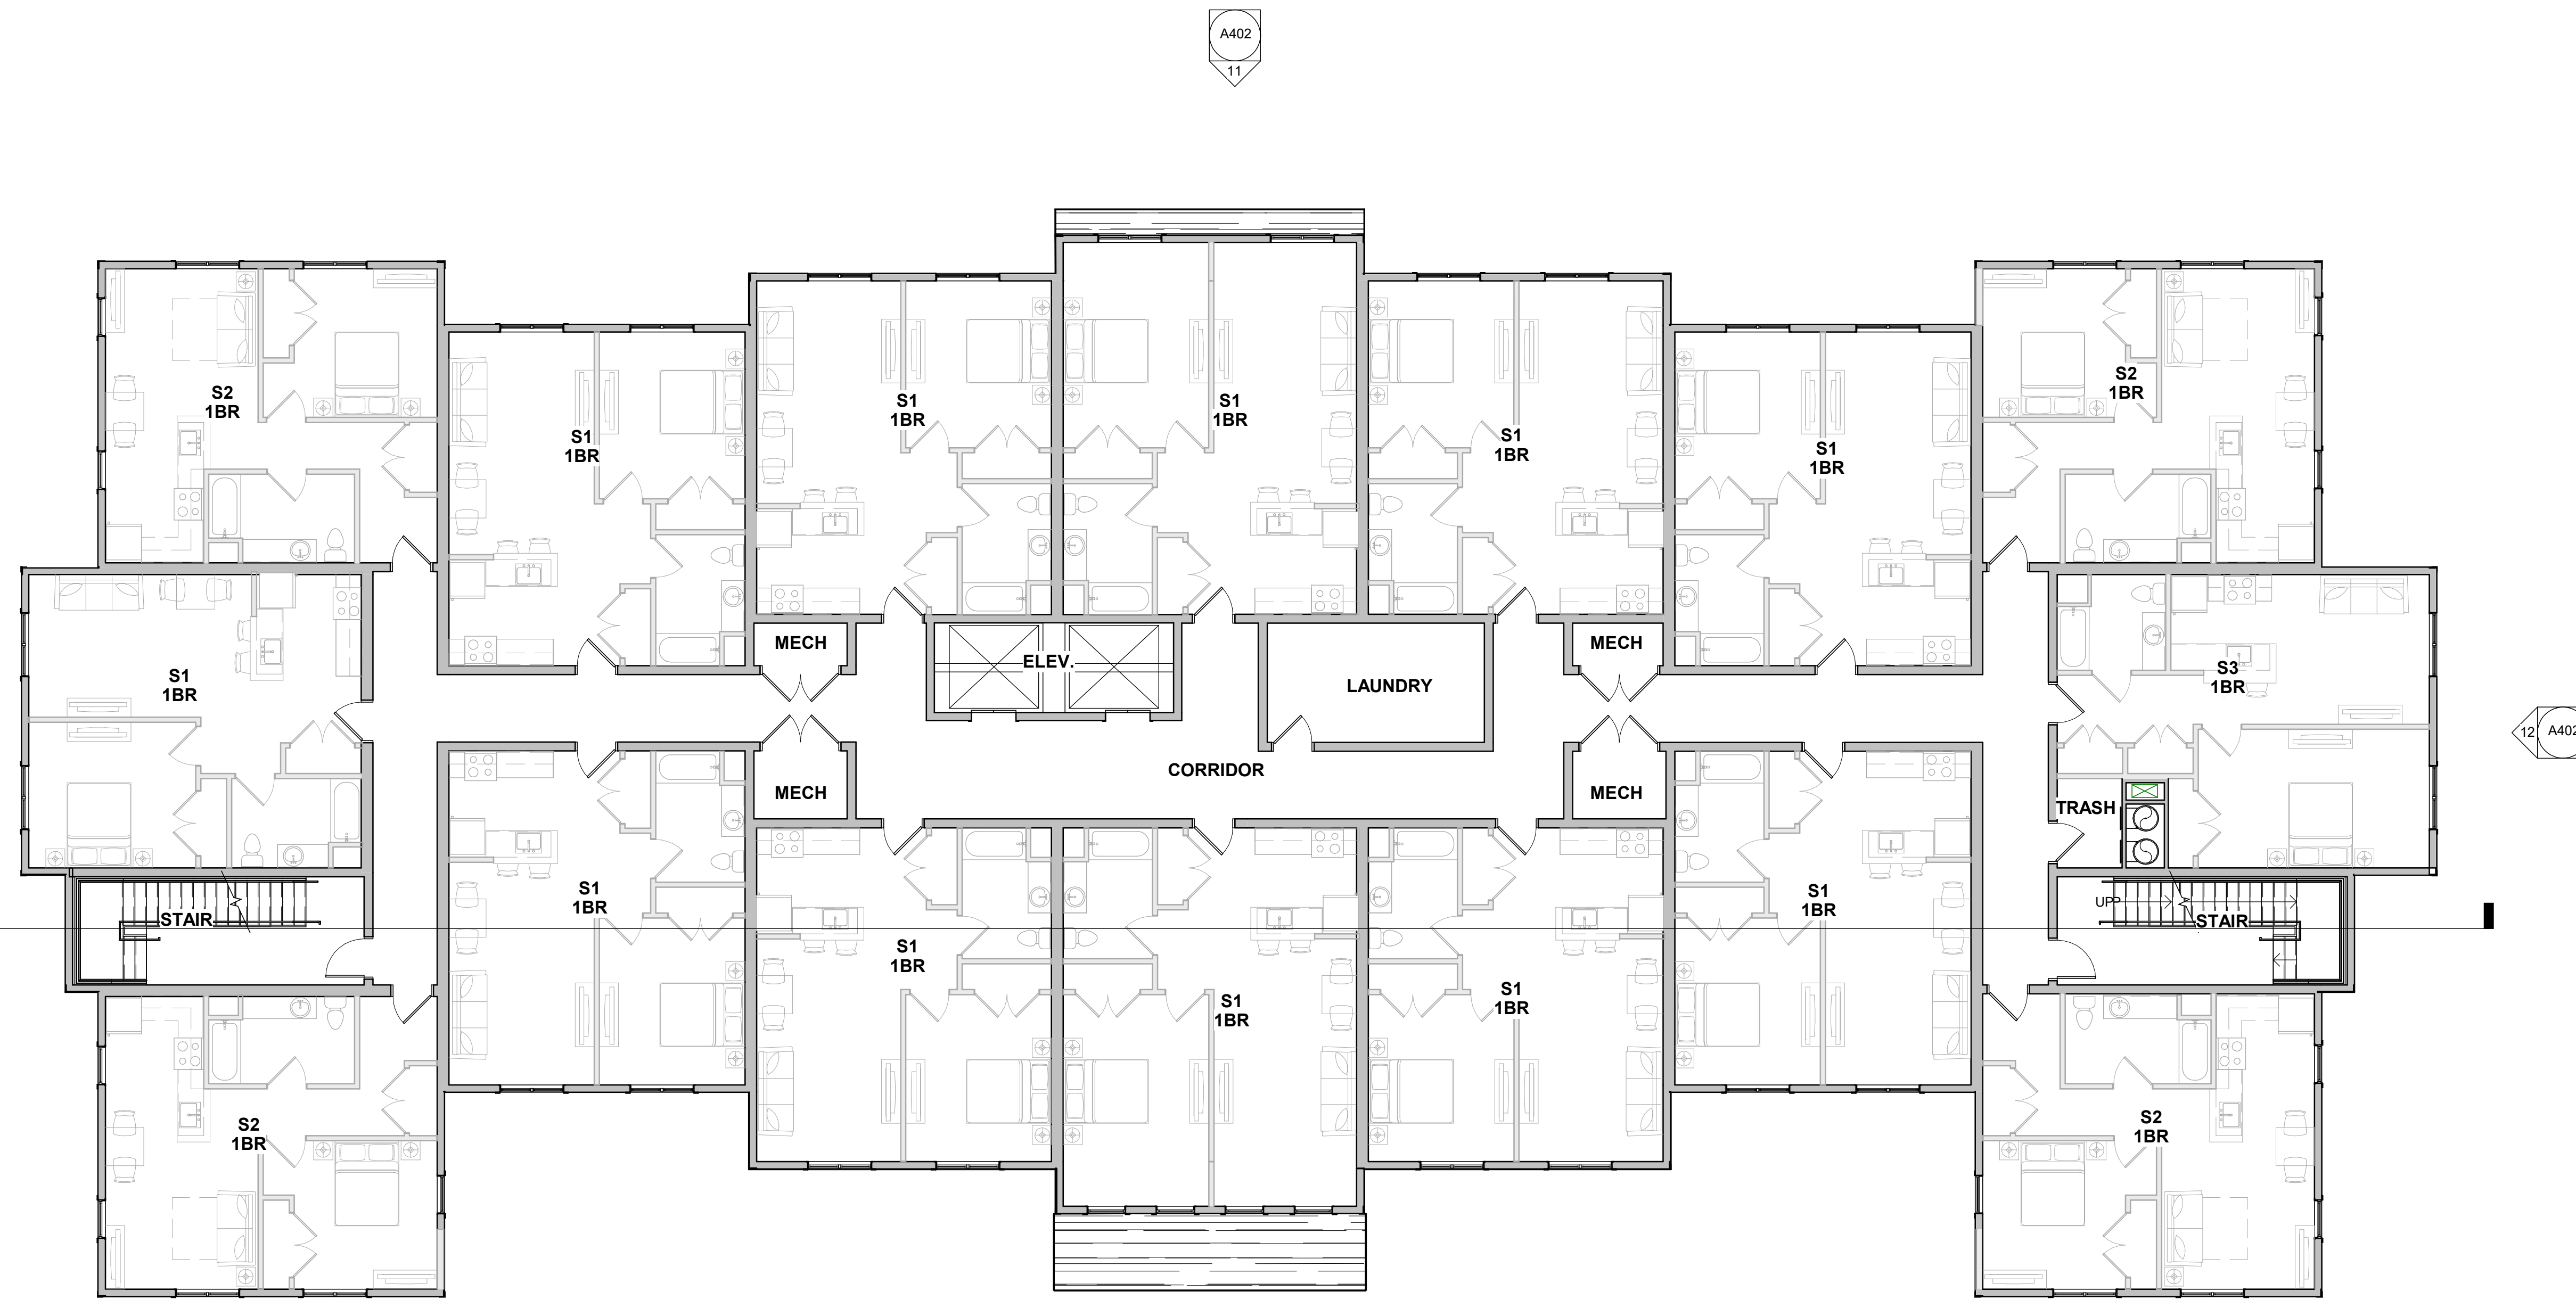 A402
11
S2
1BR
S1
1BR
S1
1BR
S1
1BR
S1
1BR
S1
1BR
S2
1BR
S1
1BR
MECH
ELEV.
LAUNDRY
MECH
S3
1BR
12
A402
CORRIDOR
MECH
MECH
TRASH
STAIR
S1
1BR
S1
1BR
S1
1BR
S1
1BR
S1
1BR
UP
STAIR
S2
1BR
S2
1BR